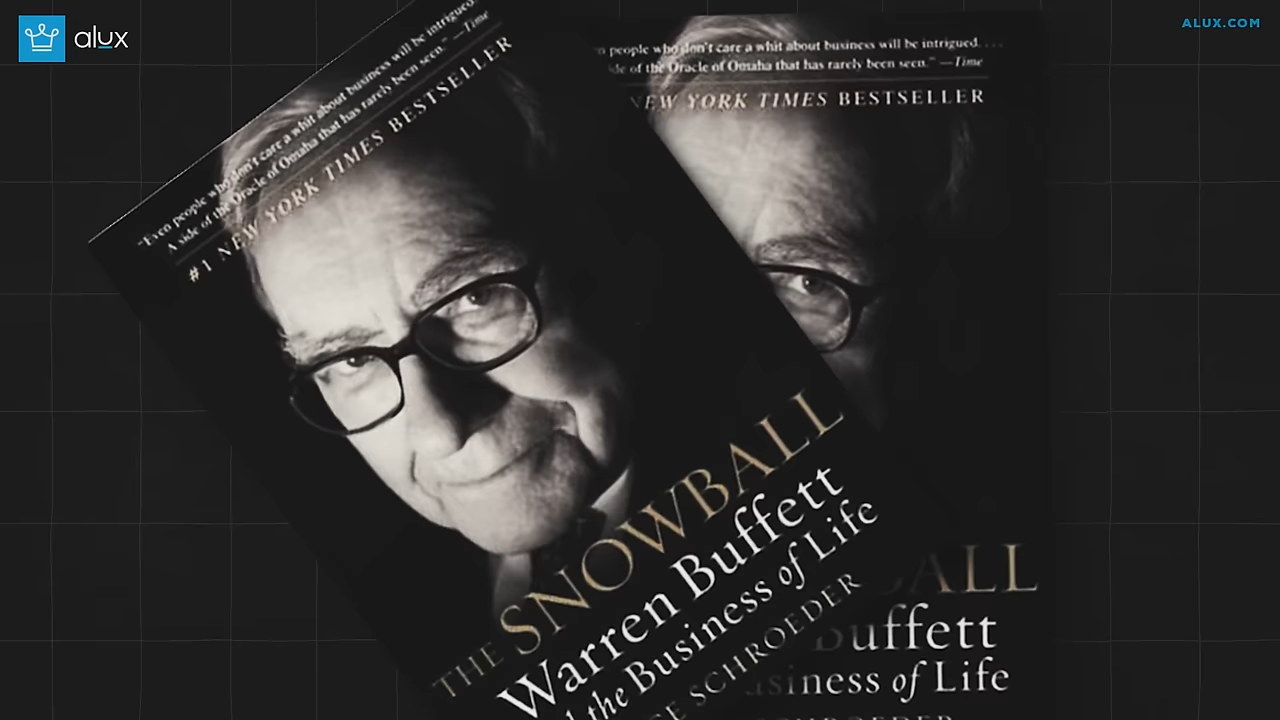 alux
ALUX.COM
"Even people who don't care a whit about business will be intrigued.
A side of the Oracle of Omaha that has rarely been seen." —Time
#1 NEW YORK TIMES BESTSELLER
THE SNOWBALL
Warren Buffett
the Business of Life
SCHROEDER
people who don't care a whit about business will be intrigued....
of the Oracle of Omaha that has rarely been seen." —Time
NEW YORK TIMES BESTSELLER
ALL
Buffett
Business of Life